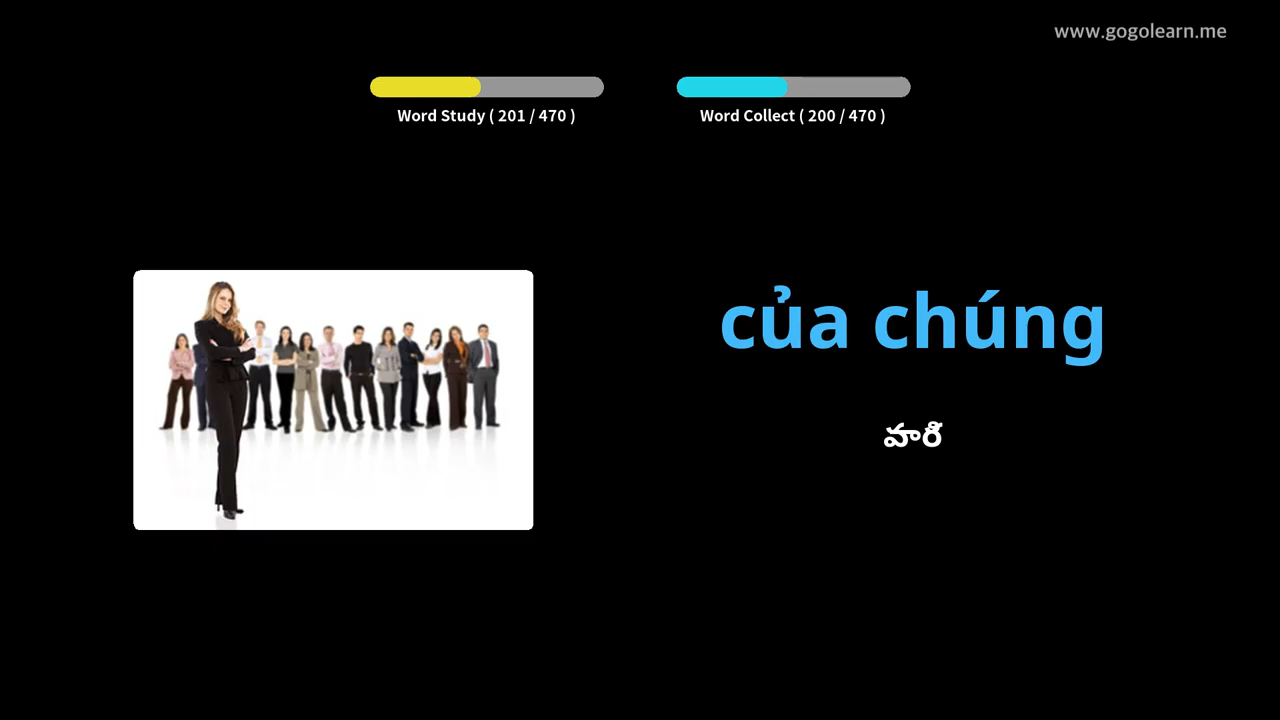 www.gogolearn.me
Word Study ( 201 / 470 )
Word Collect ( 200 / 470 )
của chúng
వారి